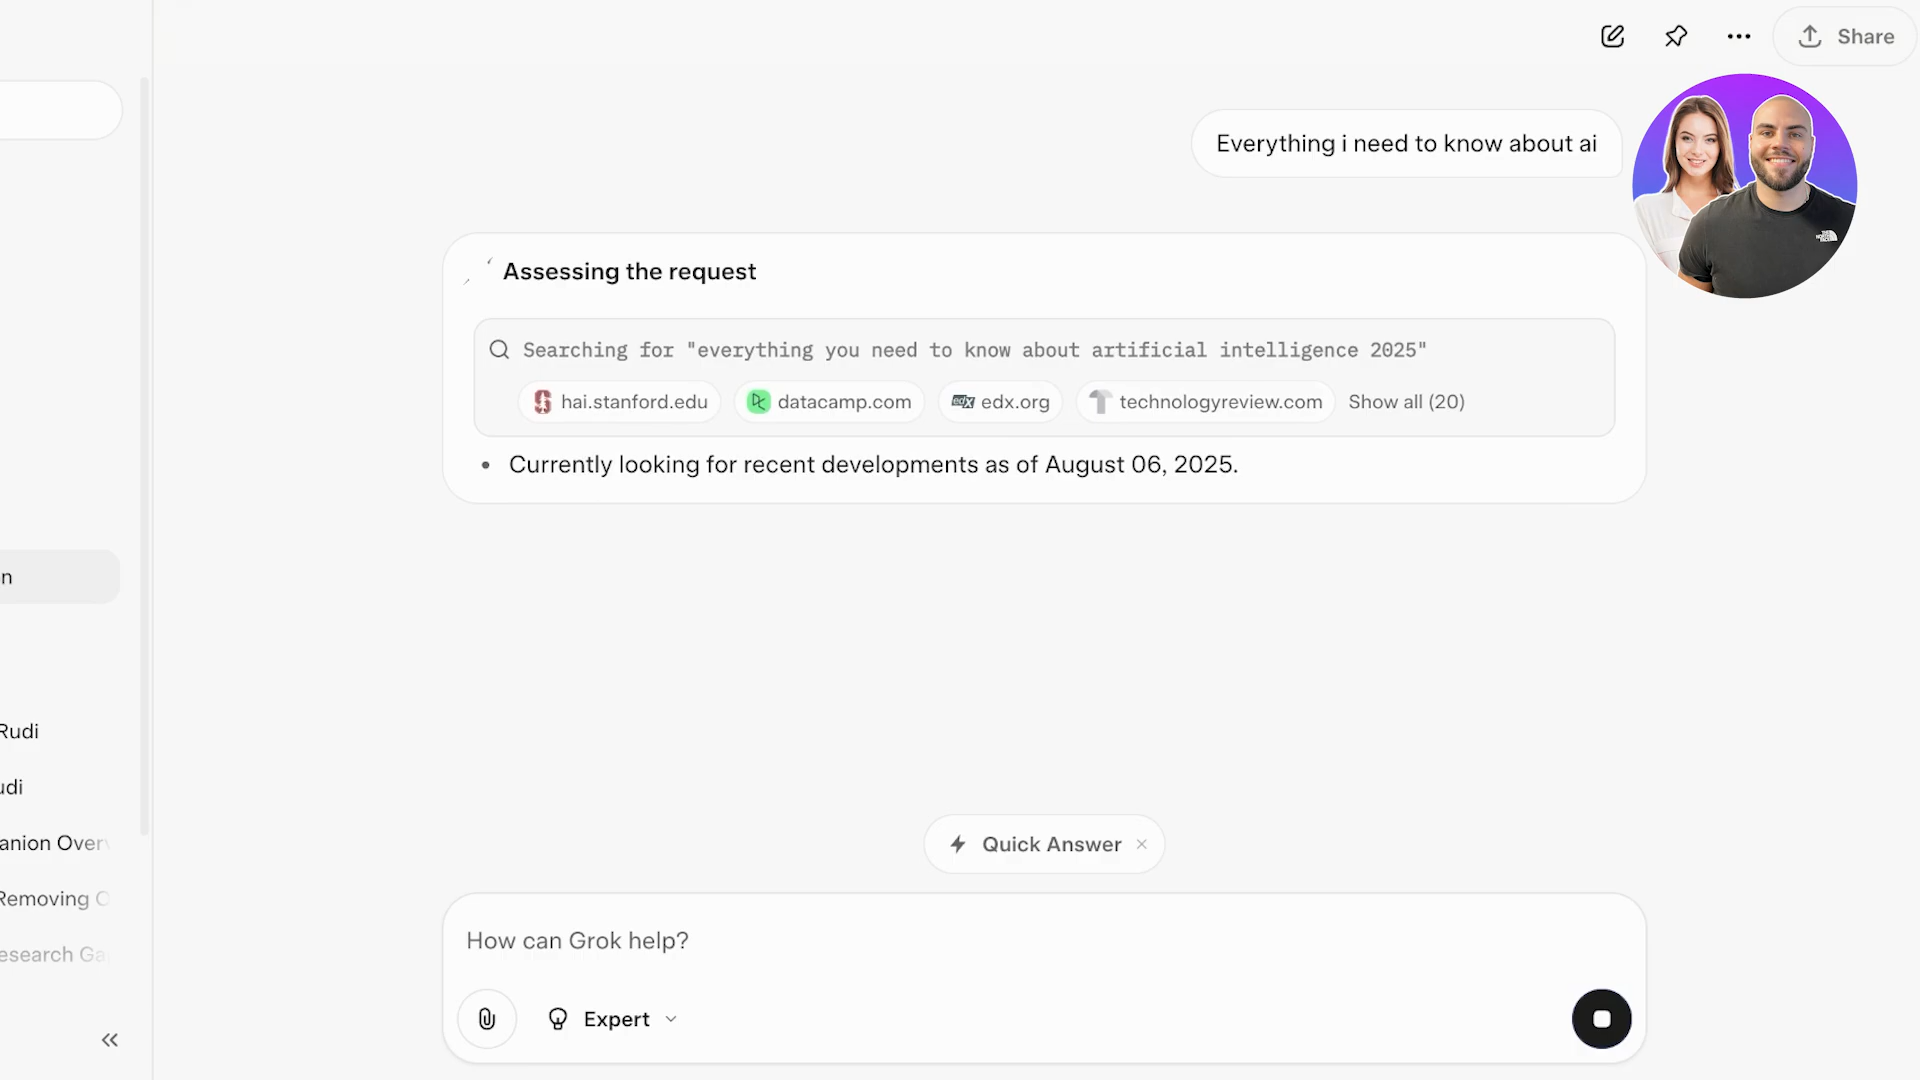 Share
Everything i need to know about ai
Assessing the request
Searching for "everything you need to know about artificial intelligence 2025"
hai.stanford.edu
datacamp.com
edx
edx.org
technologyreview.com
Show all (20)
Currently looking for recent developments as of August 06, 2025.
n
Rudi
udi
anion Over
Removing
esearch Ga
Quick Answer
How can Grok help?
Expert